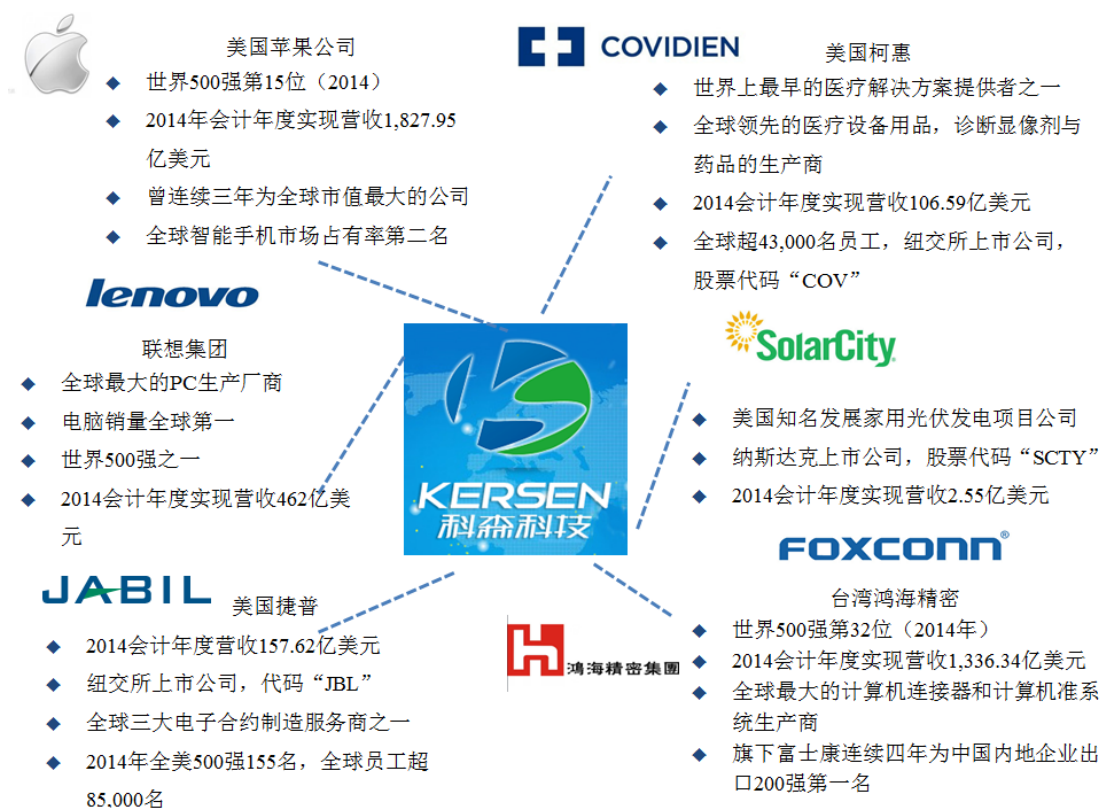 美国苹果公司
世界500强第15位（2014）
2014年会计年度实现营收1,827.95
亿美元
曾连续三年为全球市值最大的公司
全球智能手机市场占有率第二名
COVIDIEN
美国柯惠
世界上最早的医疗解决方案提供者之一
全球领先的医疗设备用品，诊断显像剂与
药品的生产商
2014会计年度实现营收106.59亿美元
全球超43,000名员工，纽交所上市公司，
股票代码“COV”
lenovo
联想集团
全球最大的PC生产厂商
电脑销量全球第一
世界500强之一
2014会计年度实现营收462亿美
元
KERSEN
科森科技
SolarCity
美国知名发展家用光伏发电项目公司
纳斯达克上市公司，股票代码“SCTY”
2014会计年度实现营收2.55亿美元
JABIL
美国捷普
2014会计年度营收157.62亿美元
纽交所上市公司，代码“JBL”
全球三大电子合约制造服务商之一
2014年全美500强155名，全球员工超
85,000名
鴻海精密集團
FOXCONN®
台湾鸿海精密
世界500强第32位（2014年）
2014会计年度实现营收1,336.34亿美元
全球最大的计算机连接器和计算机准系
统生产商
旗下富士康连续四年为中国内地企业出
口200强第一名